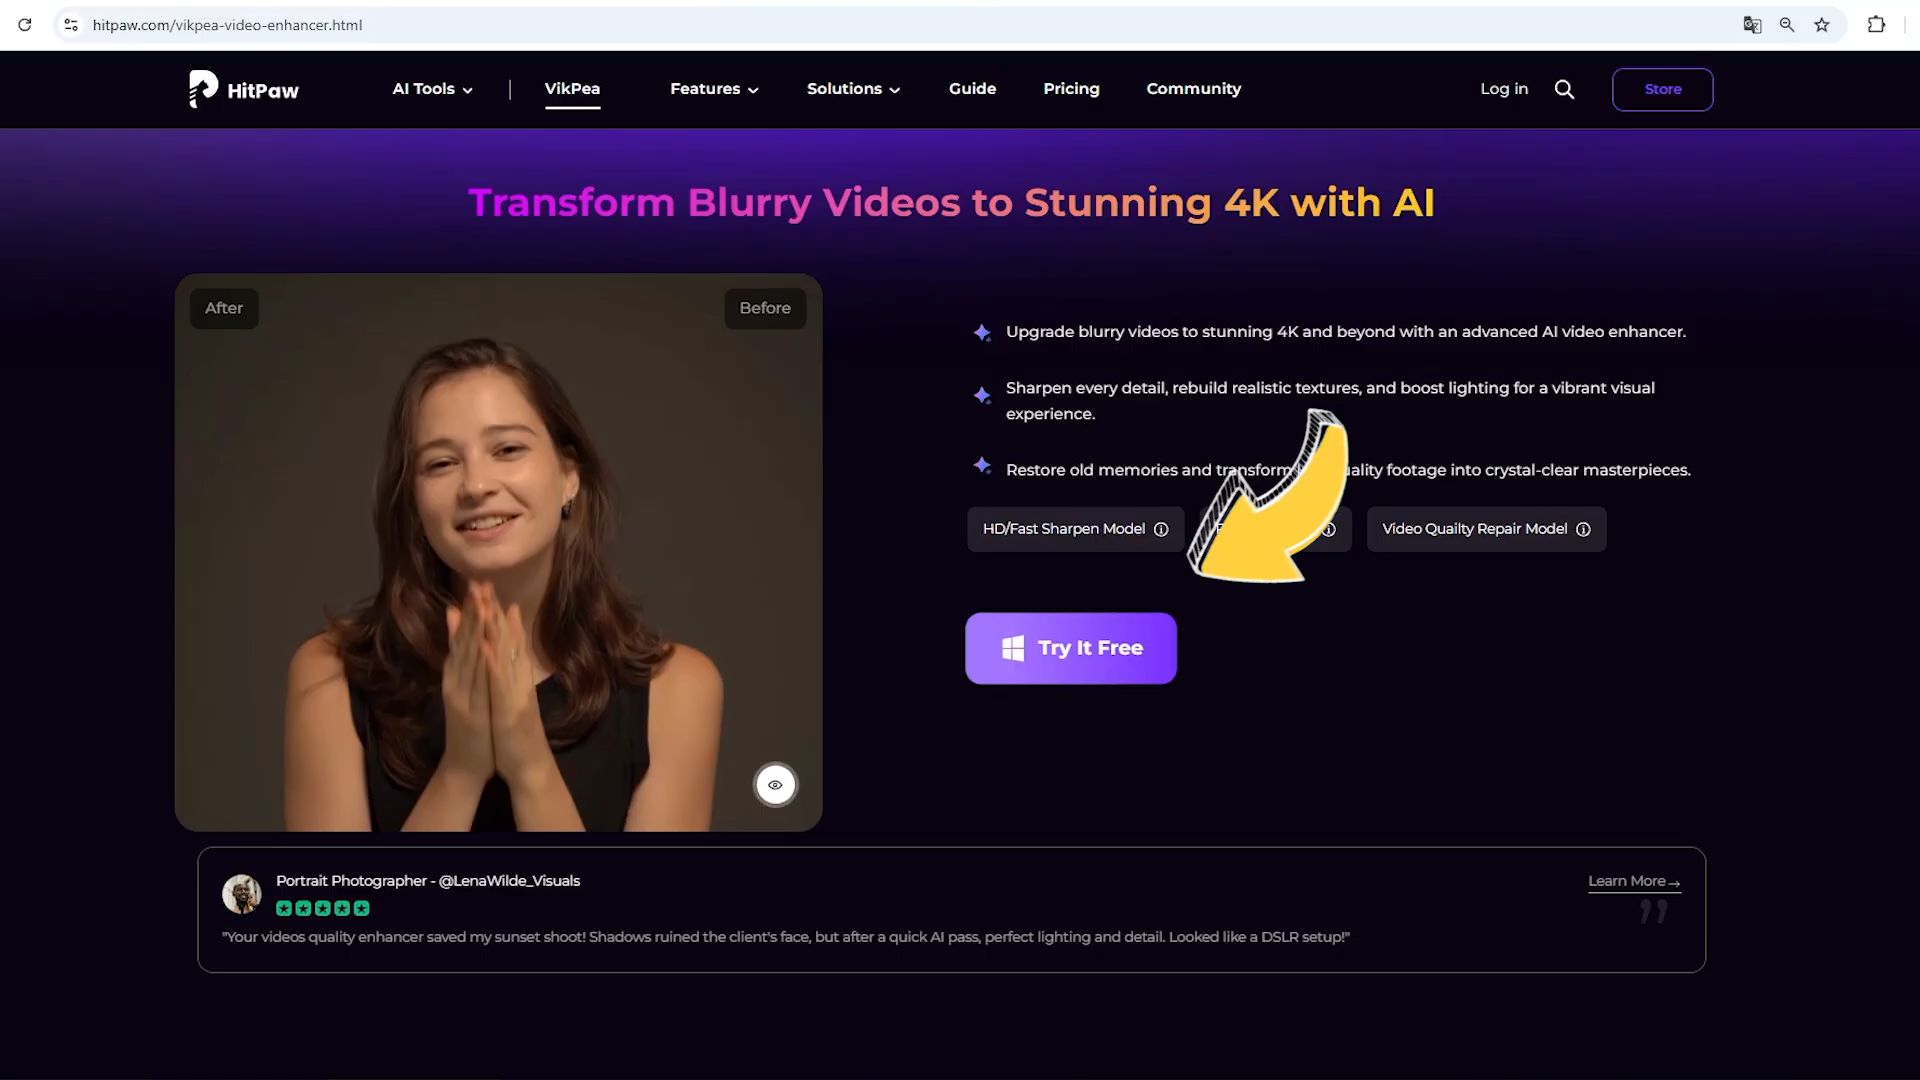 hitpaw.com/vikpea-video-enhancer.html
HitPaw
AI Tools
VikPea
Features
Solutions
Guide
Pricing
Community
Log in
Store
Transform Blurry Videos to Stunning 4K with AI
After
Before
Upgrade blurry videos to stunning 4K and beyond with an advanced AI video enhancer.
Sharpen every detail, rebuild realistic textures, and boost lighting for a vibrant visual
experience.
Restore old memories and transform footage into crystal-clear masterpieces.
HD/Fast Sharpen Model
Video Quailty Repair Model
Try It Free
Portrait Photographer - @LenaWilde_Visuals
Learn More→
"Your videos quality enhancer saved my sunset shoot! Shadows ruined the client's face, but after a quick AI pass, perfect lighting and detail. Looked like a DSLR setup!"